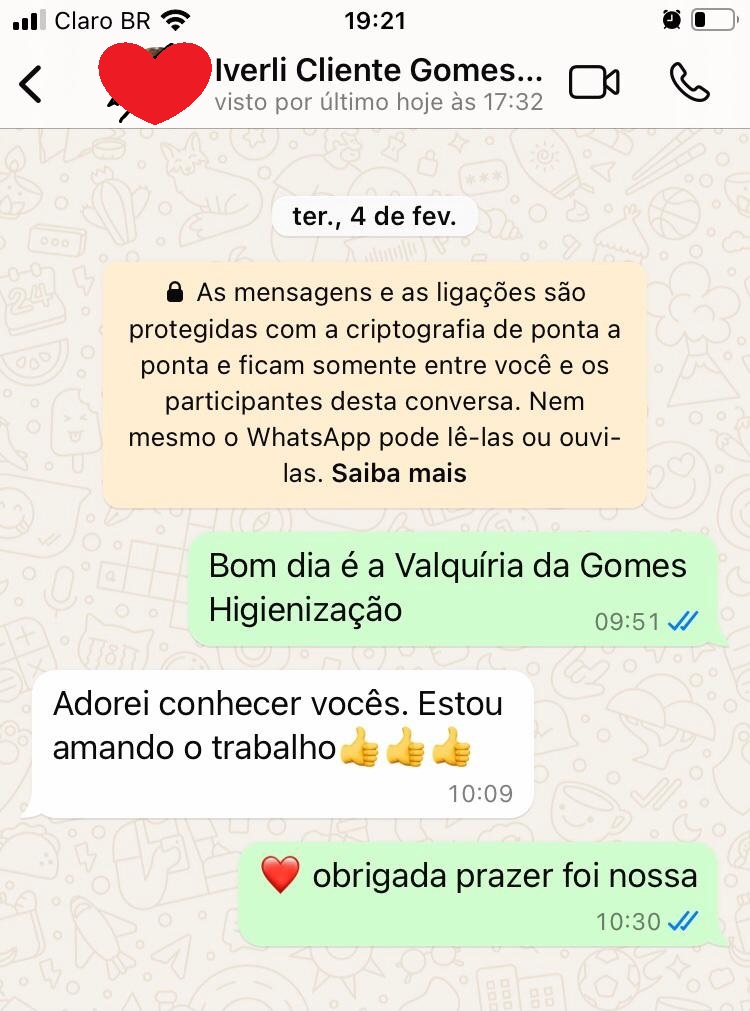 Claro BR
19:21
Iverli Cliente Gomes...
visto por último hoje às 17:32
ter., 4 de fev.
As mensagens e as ligações são
protegidas com a criptografia de ponta a
ponta e ficam somente entre você e os
participantes desta conversa. Nem
mesmo o WhatsApp pode lê-las ou ouvi-
las. Saiba mais
Bom dia é a Valquíria da Gomes
Higienização
09:51
Adorei conhecer vocês. Estou
amando o trabalho👍👍👍
10:09
❤️ obrigada prazer foi nossa
10:30